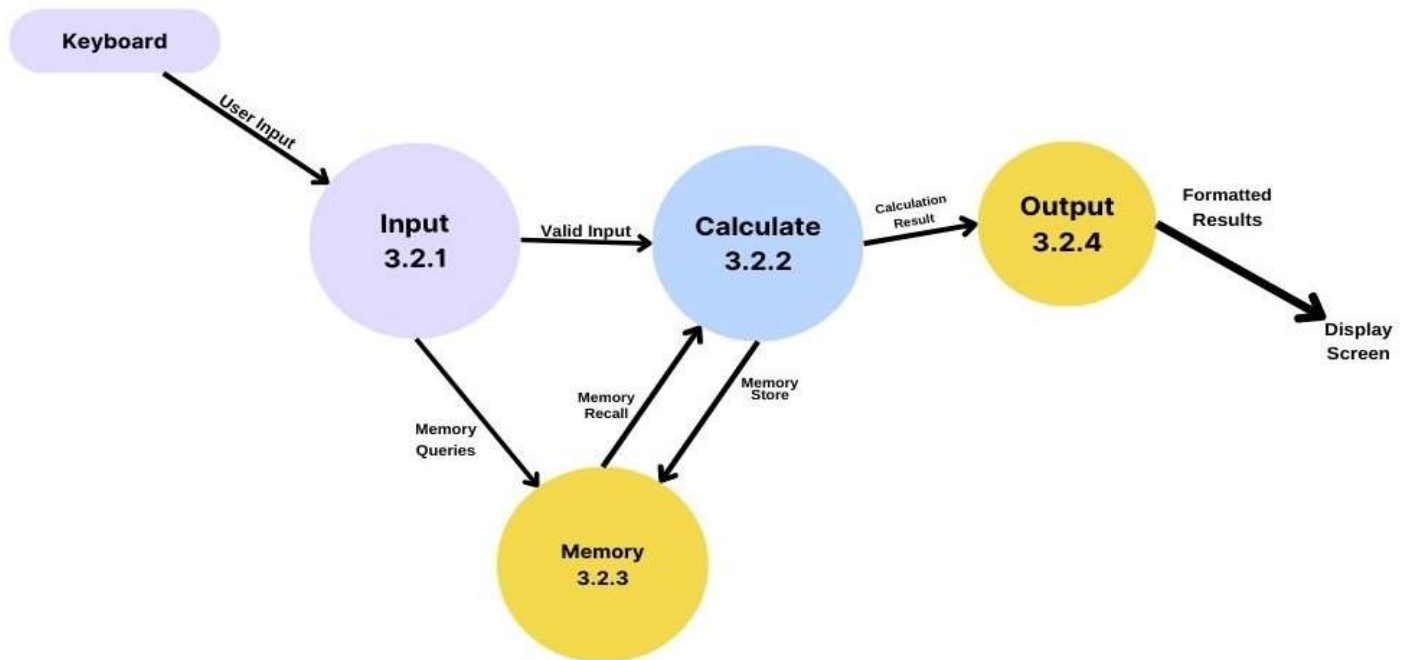 Keyboard
User Input
Input
3.2.1
Valid Input
Calculate
3.2.2
Calculation
Result
Output
3.2.4
Formatted
Results
Display
Screen
Memory
Queries
Memory
Recall
Memory
Store
Memory
3.2.3